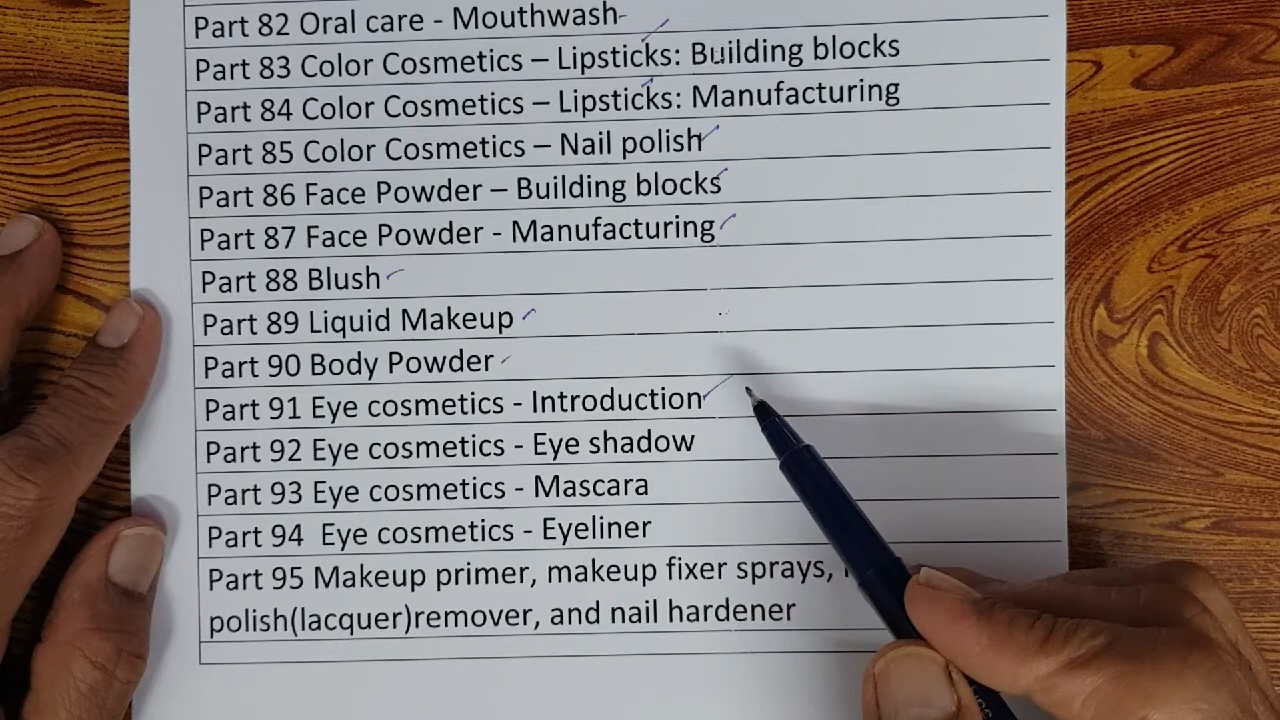 Part 82 Oral care - Mouthwash
Part 83 Color Cosmetics – Lipsticks: Building blocks
Part 84 Color Cosmetics – Lipsticks: Manufacturing
Part 85 Color Cosmetics – Nail polish
Part 86 Face Powder – Building blocks
Part 87 Face Powder - Manufacturing
Part 88 Blush
Part 89 Liquid Makeup
Part 90 Body Powder
Part 91 Eye cosmetics - Introduction
Part 92 Eye cosmetics - Eye shadow
Part 93 Eye cosmetics - Mascara
Part 94 Eye cosmetics - Eyeliner
Part 95 Makeup primer, makeup fixer sprays,
polish(lacquer)remover, and nail hardener